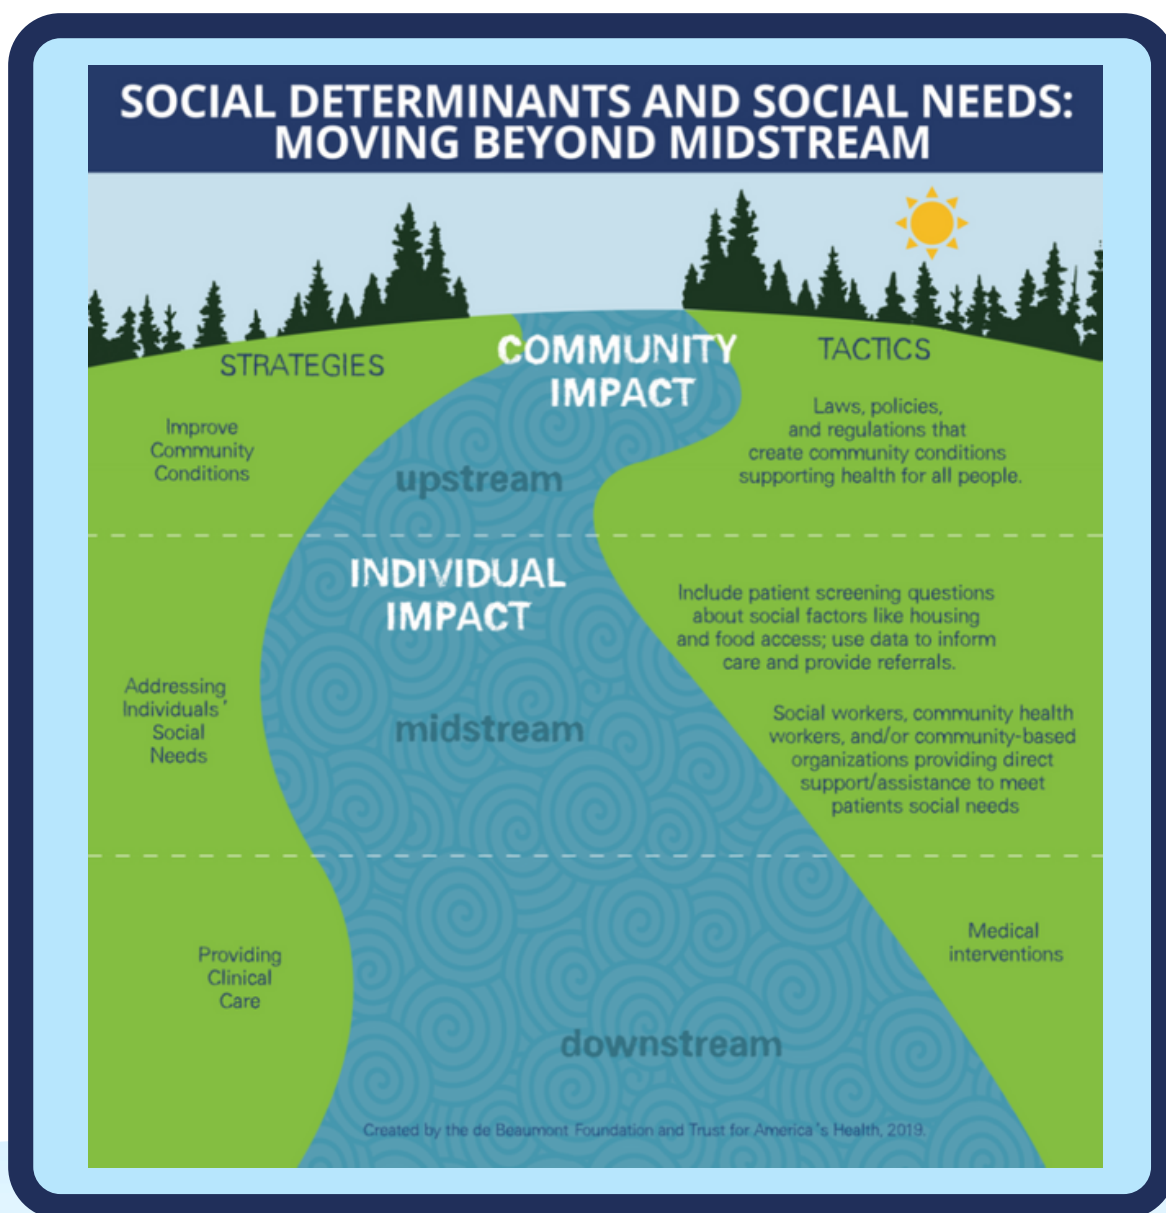 SOCIAL DETERMINANTS AND SOCIAL NEEDS:
MOVING BEYOND MIDSTREAM
STRATEGIES
COMMUNITY
IMPACT
TACTICS
Improve
Community
Conditions
upstream
Laws, policies,
and regulations that
create community conditions
supporting health for all people.
INDIVIDUAL
IMPACT
Addressing
Individuals'
Social
Needs
midstream
Include patient screening questions
about social factors like housing
and food access; use data to inform
care and provide referrals.
Social workers, community health
workers, and/or community-based
organizations providing direct
support/assistance to meet
patients social needs
Providing
Clinical
Care
downstream
Medical
interventions
Created by the de Beaumont Foundation and Trust for America's Health, 2019.